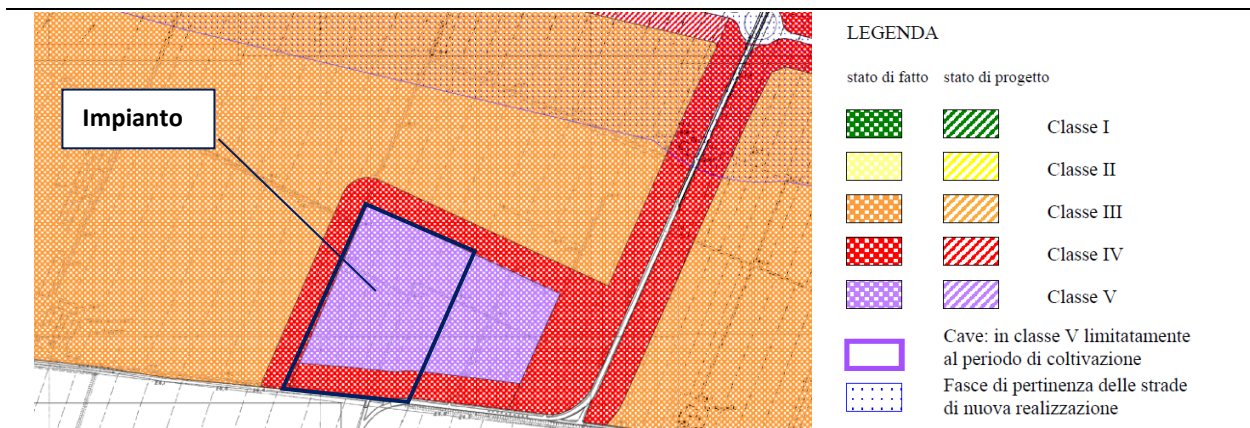 LEGENDA
stato di fatto stato di progetto
Impianto
Classe I
Classe II
Classe III
Classe IV
Classe V
Cave: in classe V limitatamente
al periodo di coltivazione
Fasce di pertinenza delle strade
di nuova realizzazione